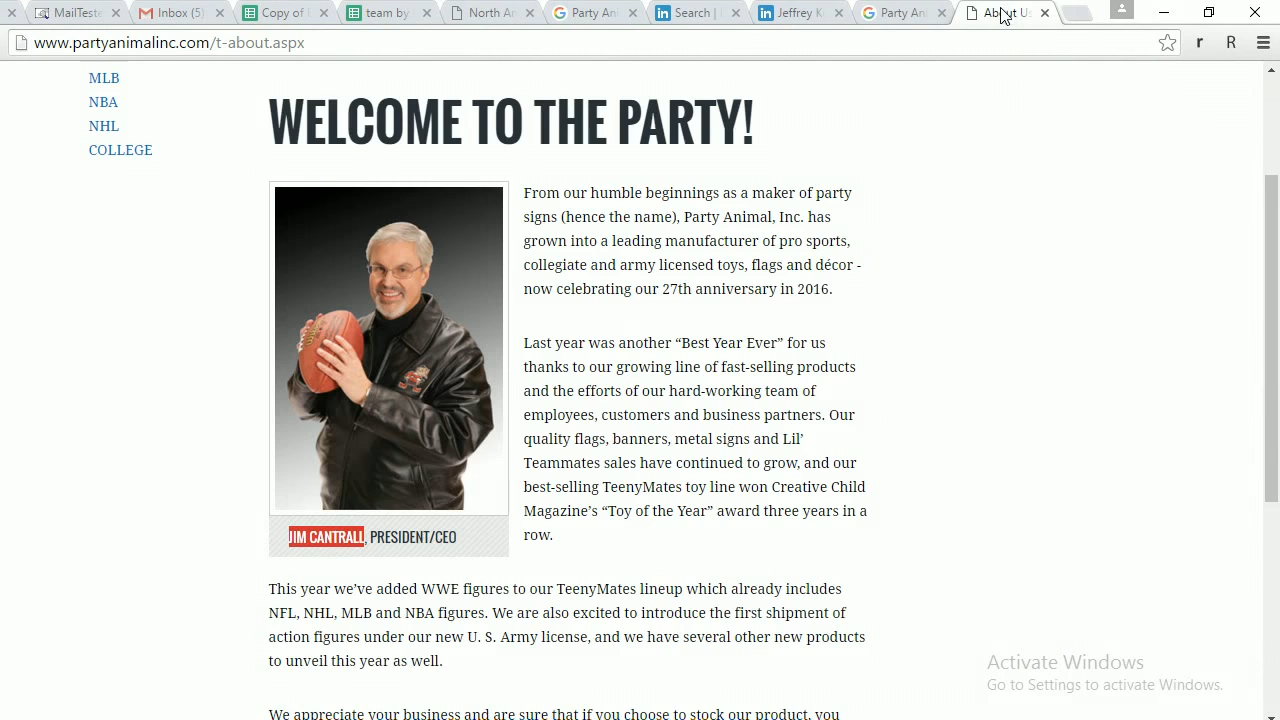 MailTeste
Inbox (5)
Copy of E
team by
North Am
Party Ani
Search |
Jeffrey K
Party Ani
About Us
www.partyanimalinc.com/t-about.aspx
r
R
MLB
NBA
NHL
COLLEGE
WELCOME TO THE PARTY!
From our humble beginnings as a maker of party
signs (hence the name), Party Animal, Inc. has
grown into a leading manufacturer of pro sports,
collegiate and army licensed toys, flags and décor -
now celebrating our 27th anniversary in 2016.
Last year was another “Best Year Ever” for us
thanks to our growing line of fast-selling products
and the efforts of our hard-working team of
employees, customers and business partners. Our
quality flags, banners, metal signs and Lil’
Teammates sales have continued to grow, and our
best-selling TeenyMates toy line won Creative Child
Magazine’s “Toy of the Year” award three years in a
row.
JIM CANTRALL, PRESIDENT/CEO
This year we’ve added WWE figures to our TeenyMates lineup which already includes
NFL, NHL, MLB and NBA figures. We are also excited to introduce the first shipment of
action figures under our new U. S. Army license, and we have several other new products
to unveil this year as well.
We appreciate your business and are sure that if you choose to stock our product, you
Activate Windows
Go to Settings to activate Windows.